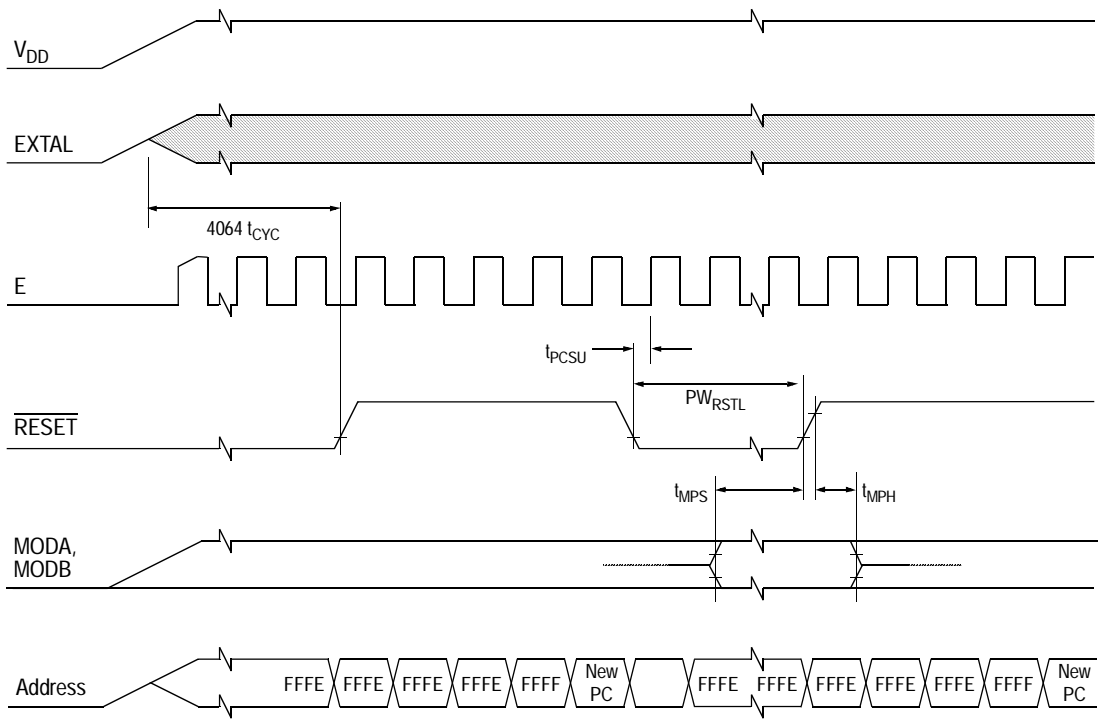 VDD
EXTAL
4064 tCYC
E
tPCSU
PWRSTL
RESET
tMPS
tMPH
MODA,
MODB
Address
FFFE FFFE FFFE FFFE FFFF New PC FFFE FFFE FFFE FFFE FFFE FFFF New PC